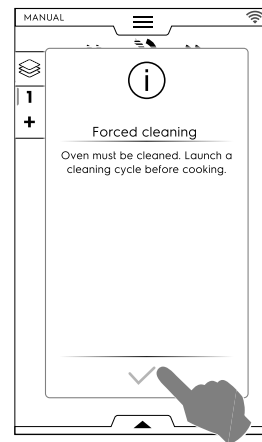 MANUAL
1
+
i
Forced cleaning
Oven must be cleaned. Launch a
cleaning cycle before cooking.